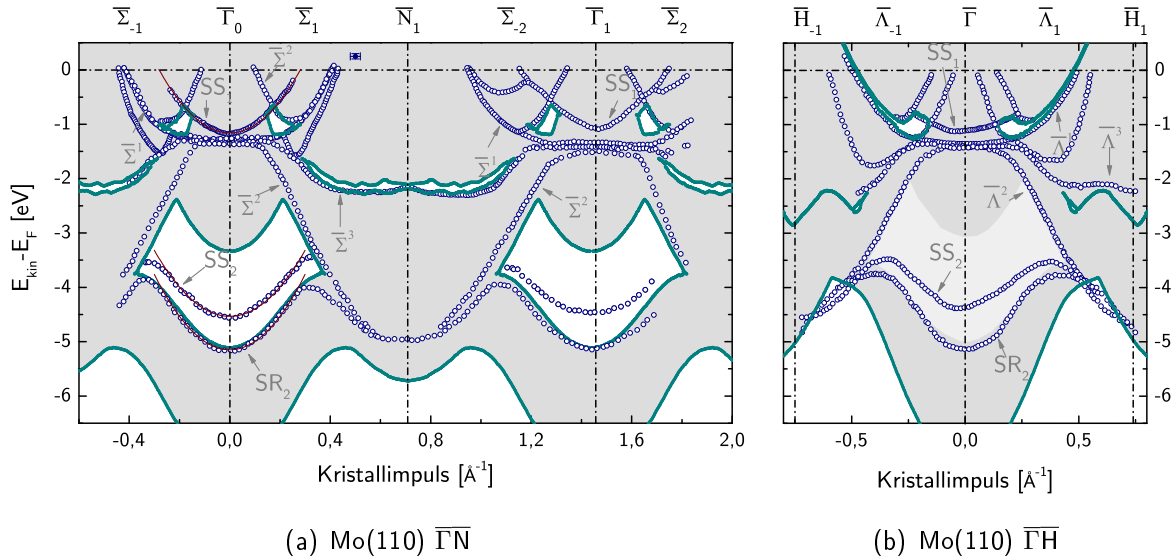 Σ̅₋₁ Γ̅₀ Σ̅₁ N̅₁ Σ̅₋₂ Γ̅₁ Σ̅₂
H̅₋₁ Λ̅₋₁ Γ̅ Λ̅₁ H̅₁
0 -1 -2 -3 -4 -5 -6
E_kin-E_F [eV]
Σ̅² SS₁ Σ̅¹ Σ̅² Σ̅³ SS₂ SR₂
SS₁ Σ̅¹ Σ̅²
SS₁ Λ̅¹ Λ̅³ Λ̅² SS₂ SR₂
0 -1 -2 -3 -4 -5 -6
-0,4 0,0 0,4 0,8 1,2 1,6 2,0
-0,5 0,0 0,5
Kristallimpuls [Å⁻¹]
Kristallimpuls [Å⁻¹]
(a) Mo(110) Γ̅N̅
(b) Mo(110) Γ̅H̅